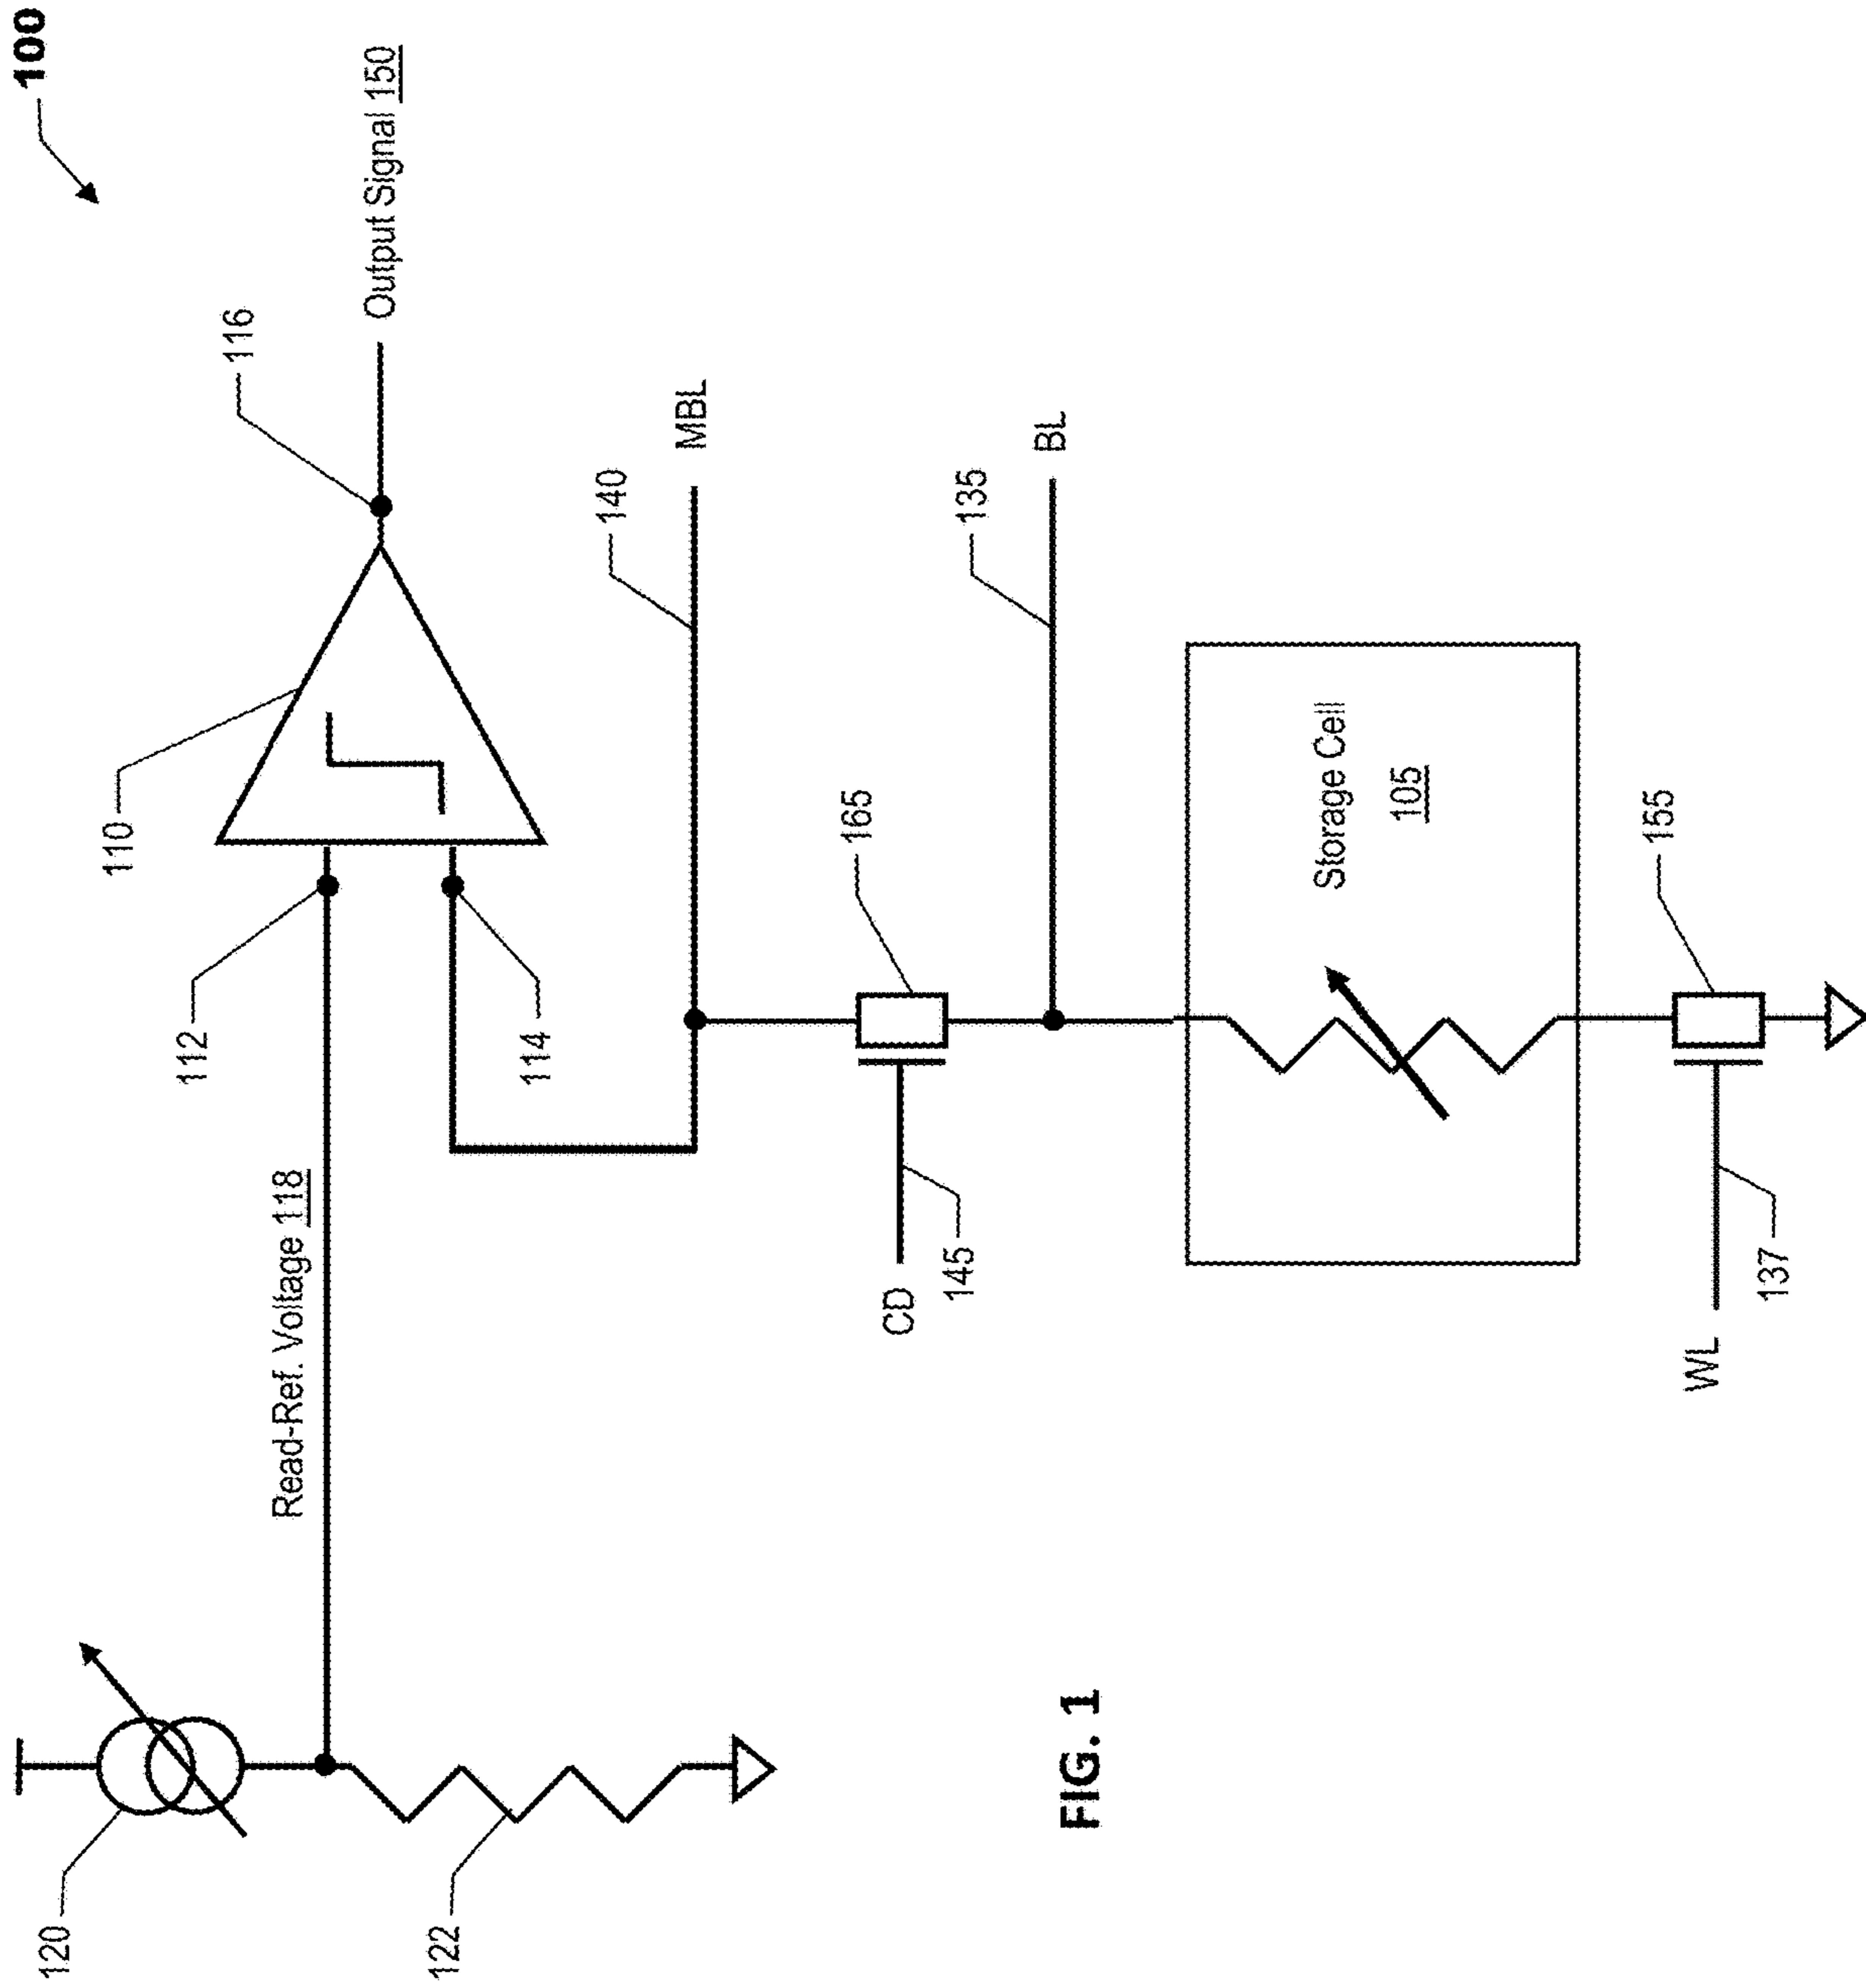 100
Output Signal 150
116
110
112
114
Read-Ref. Voltage 118
120
122
140
MBL
165
CD
145
135
BL
Storage Cell
105
155
WL
137
FIG. 1